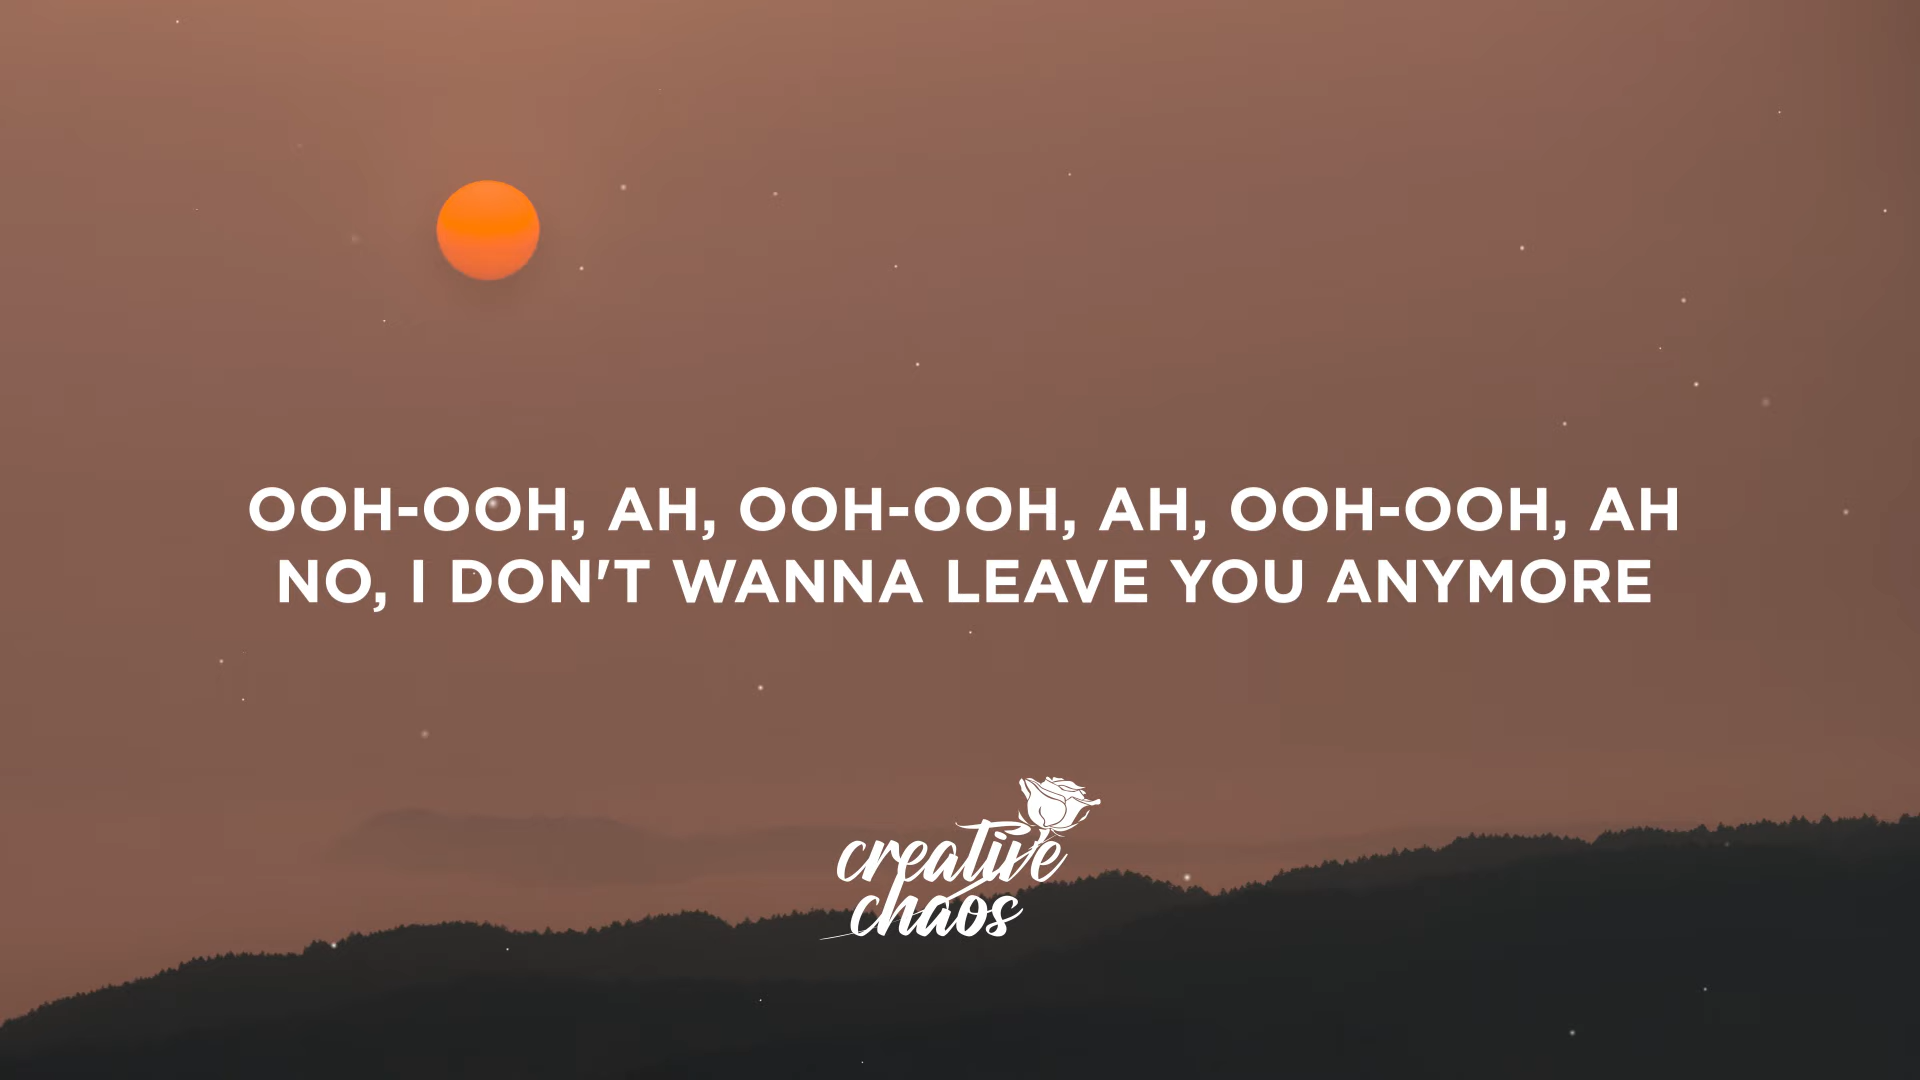 OOH-OOH, AH, OOH-OOH, AH, OOH-OOH, AH
NO, I DON'T WANNA LEAVE YOU ANYMORE
creative
chaos